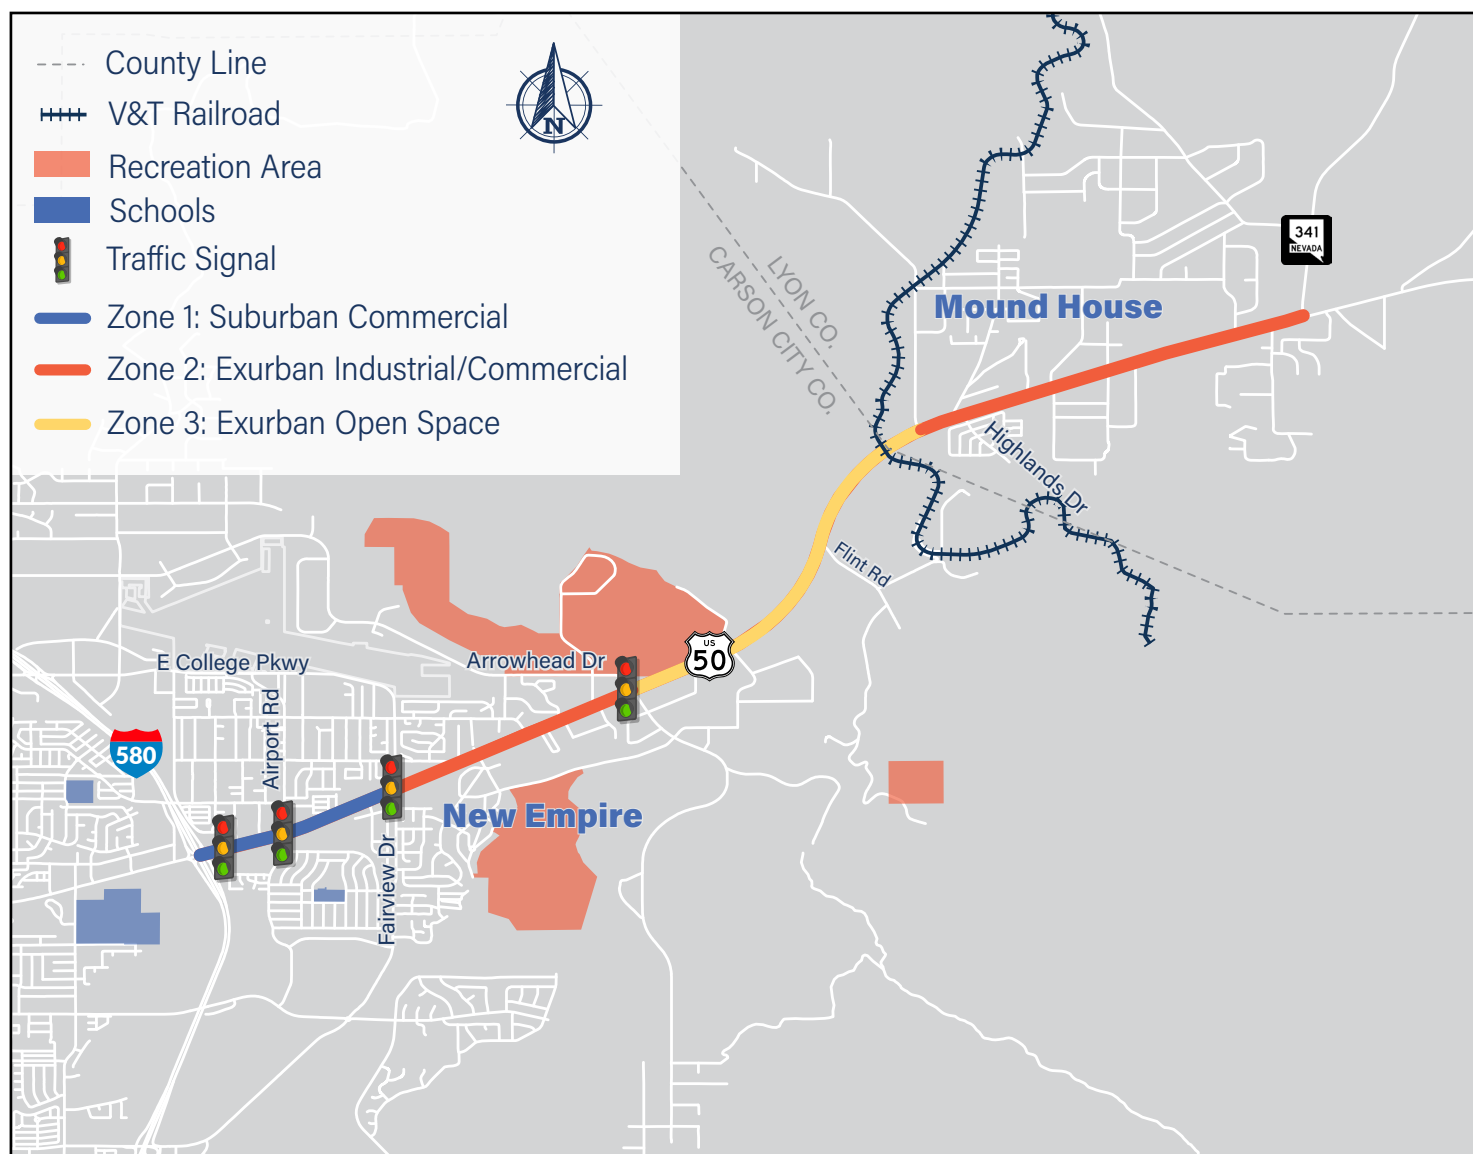 County Line
V&T Railroad
Recreation Area
Schools
Traffic Signal
Zone 1: Suburban Commercial
Zone 2: Exurban Industrial/Commercial
Zone 3: Exurban Open Space
N
341
NEVADA
LYON CO.
CARSON CITY CO.
Mound House
Highlands Dr
Flint Rd
US
50
Arrowhead Dr
E College Pkwy
Airport Rd
580
New Empire
Fairview Dr